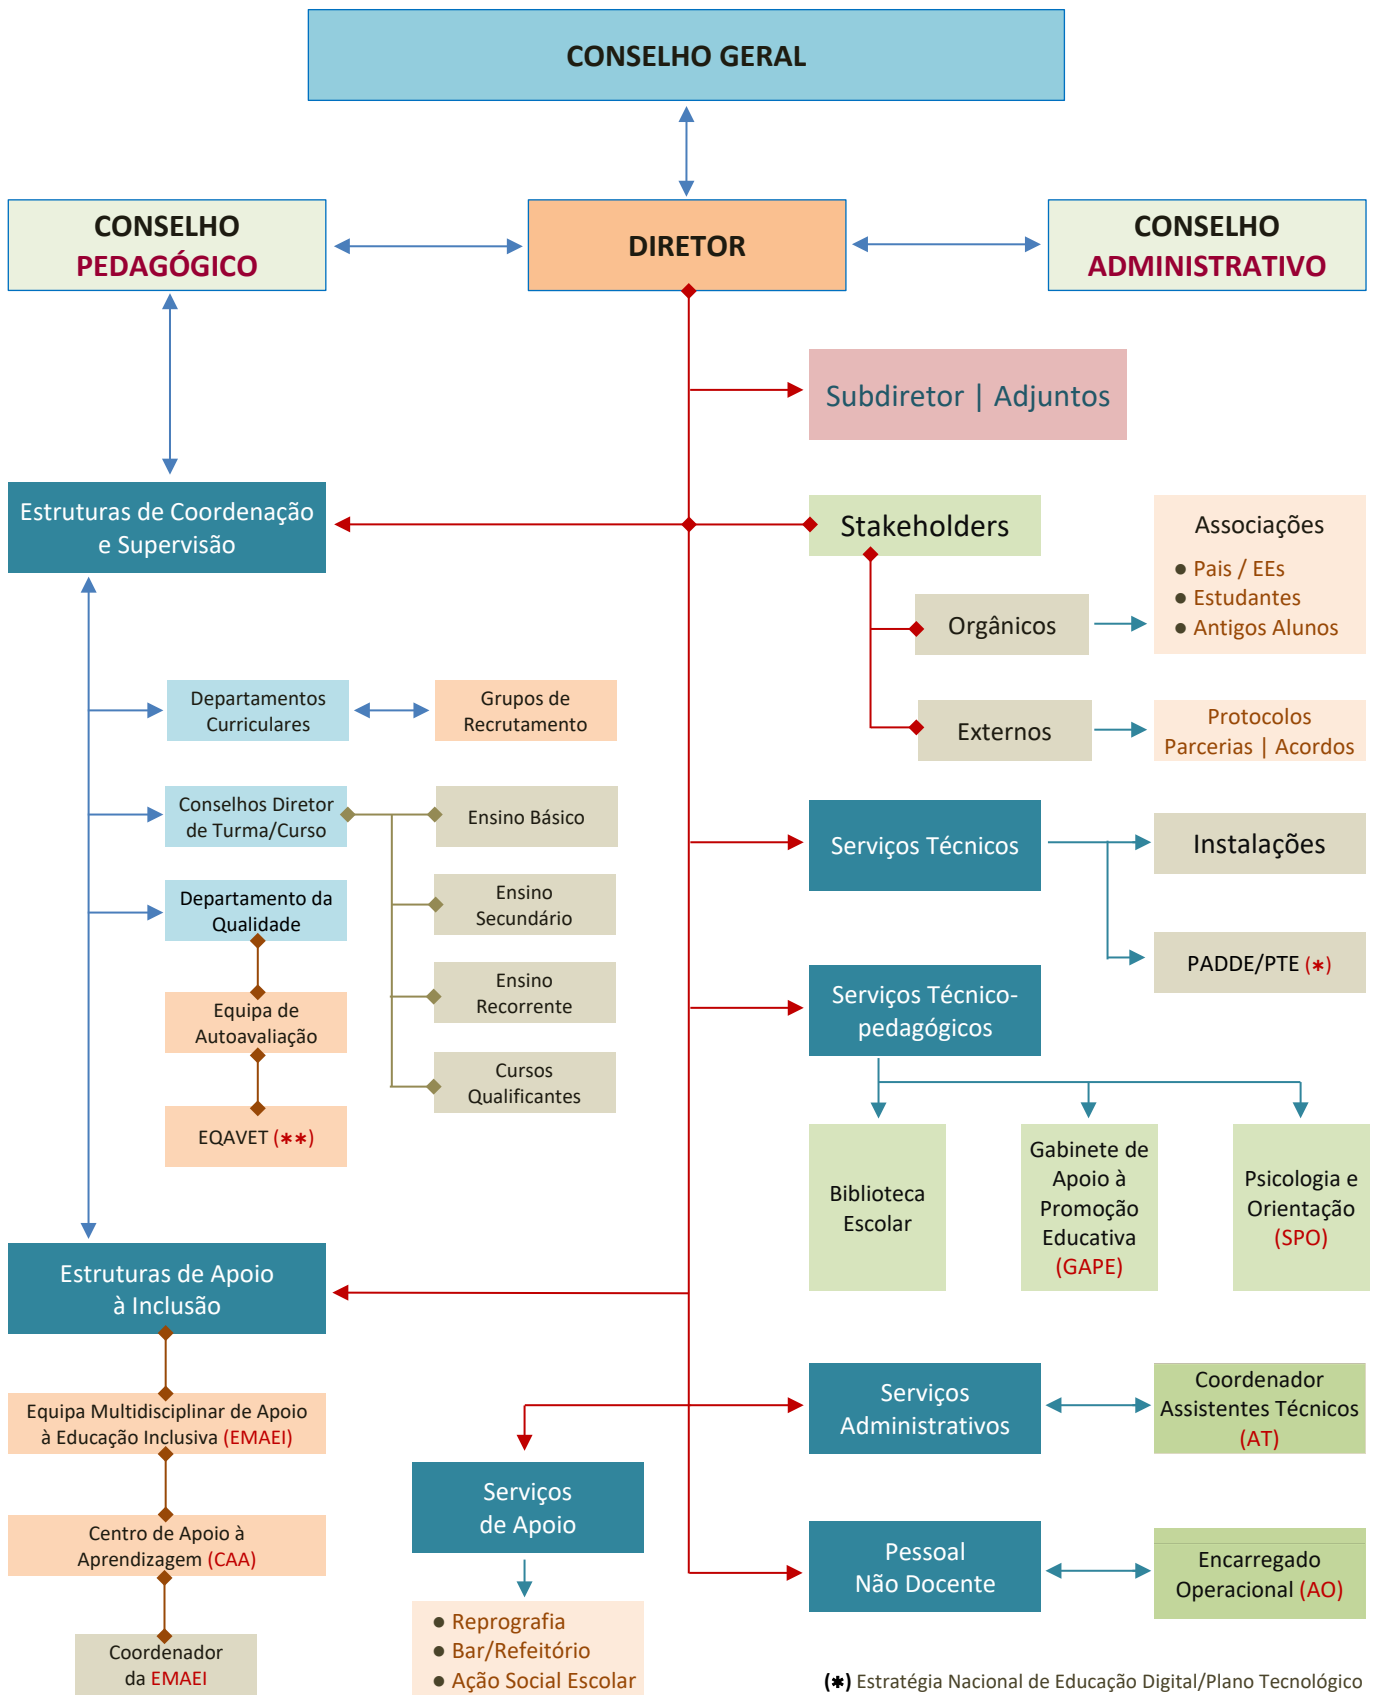 CONSELHO GERAL
CONSELHO
PEDAGÓGICO
DIRETOR
CONSELHO
ADMINISTRATIVO
Subdiretor | Adjuntos
Estruturas de Coordenação
e Supervisão
Stakeholders
Associações
● Pais / EEs
● Estudantes
● Antigos Alunos
Orgânicos
Externos
Protocolos
Parcerias | Acordos
Departamentos
Curriculares
Grupos de
Recrutamento
Conselhos Diretor
de Turma/Curso
Ensino Básico
Ensino
Secundário
Ensino
Recorrente
Cursos
Qualificantes
Departamento da
Qualidade
Equipa de
Autoavaliação
EQAVET (∗∗)
Serviços Técnicos
Instalações
PADDE/PTE (∗)
Serviços Técnico-
pedagógicos
Biblioteca
Escolar
Gabinete de
Apoio à
Promoção
Educativa
(GAPE)
Psicologia e
Orientação
(SPO)
Estruturas de Apoio
à Inclusão
Equipa Multidisciplinar de Apoio
à Educação Inclusiva (EMAEI)
Centro de Apoio à
Aprendizagem (CAA)
Coordenador
da EMAEI
Serviços
Administrativos
Coordenador
Assistentes Técnicos
(AT)
Serviços
de Apoio
● Reprografia
● Bar/Refeitório
● Ação Social Escolar
Pessoal
Não Docente
Encarregado
Operacional (AO)
(∗) Estratégia Nacional de Educação Digital/Plano Tecnológico